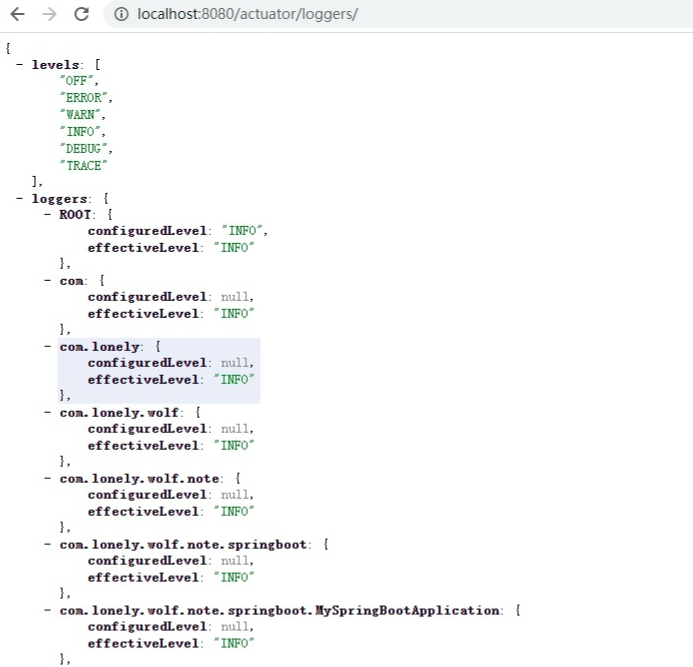 localhost:8080/actuator/loggers/
{
- levels: [
"OFF",
"ERROR",
"WARN",
"INFO",
"DEBUG",
"TRACE"
],
- loggers: {
- ROOT: {
configuredLevel: "INFO",
effectiveLevel: "INFO"
},
- com: {
configuredLevel: null,
effectiveLevel: "INFO"
},
- com.lonely: {
configuredLevel: null,
effectiveLevel: "INFO"
},
- com.lonely.wolf: {
configuredLevel: null,
effectiveLevel: "INFO"
},
- com.lonely.wolf.note: {
configuredLevel: null,
effectiveLevel: "INFO"
},
- com.lonely.wolf.note.springboot: {
configuredLevel: null,
effectiveLevel: "INFO"
},
- com.lonely.wolf.note.springboot.MySpringBootApplication: {
configuredLevel: null,
effectiveLevel: "INFO"
},